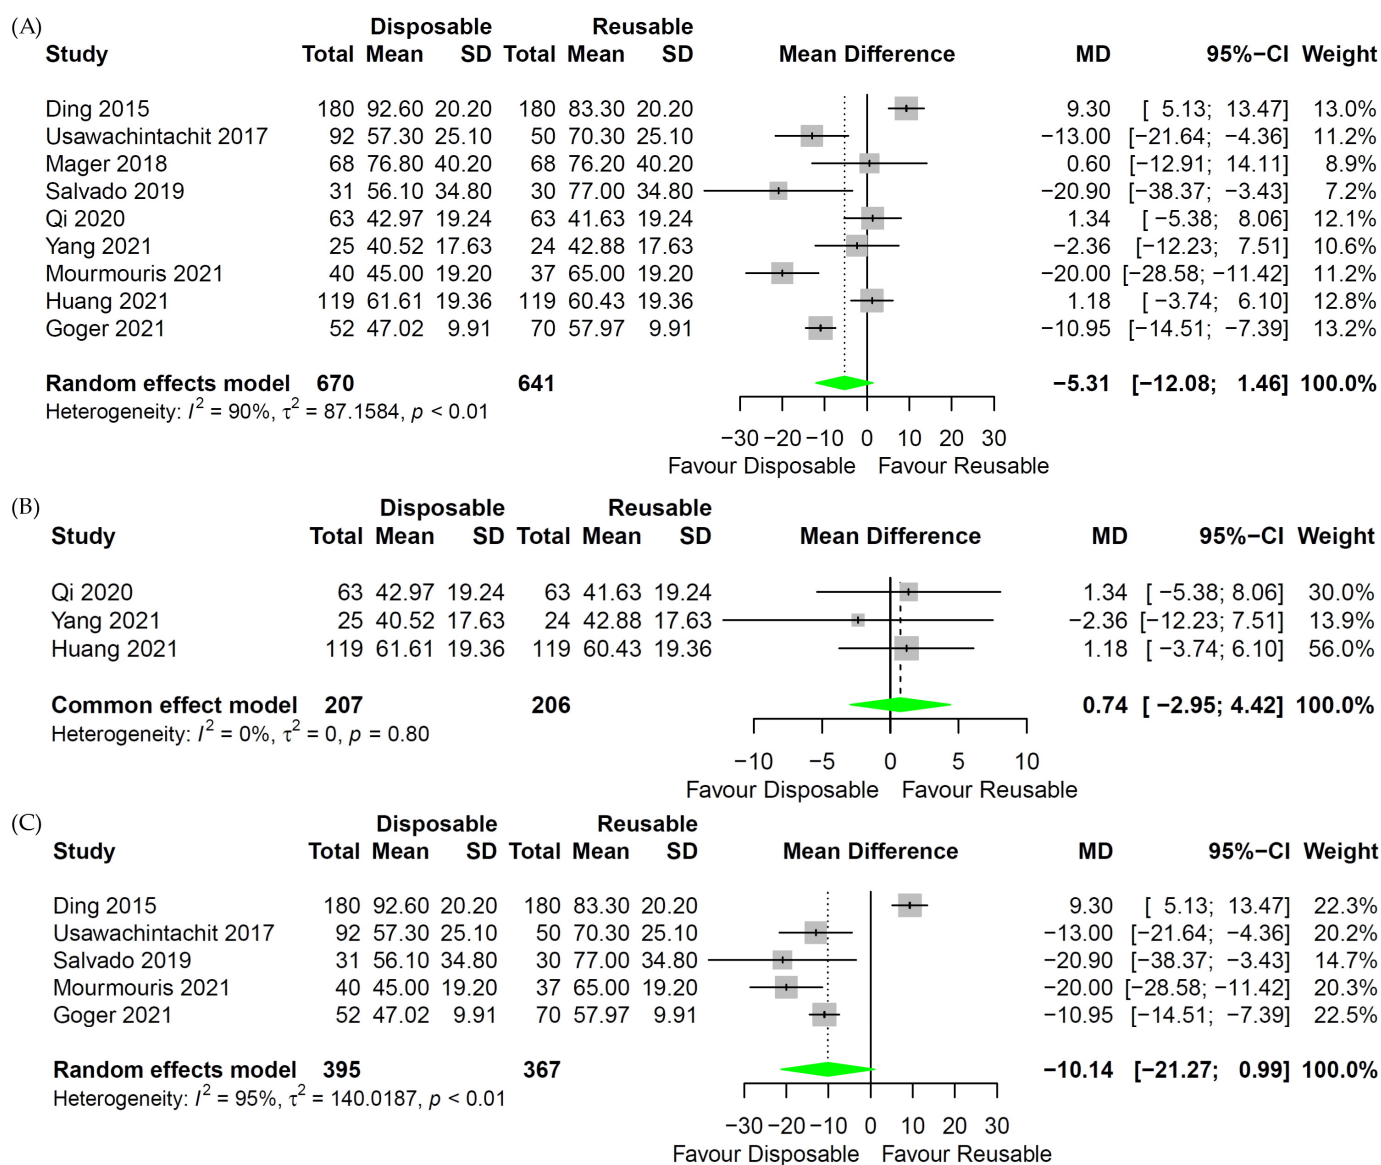 (A)
Disposable Reusable
Study Total Mean SD Total Mean SD Mean Difference MD 95%−CI Weight
Ding 2015 180 92.60 20.20 180 83.30 20.20 9.30 [ 5.13; 13.47] 13.0%
Usawachintachit 2017 92 57.30 25.10 50 70.30 25.10 −13.00 [−21.64; −4.36] 11.2%
Mager 2018 68 76.80 40.20 68 76.20 40.20 0.60 [−12.91; 14.11] 8.9%
Salvado 2019 31 56.10 34.80 30 77.00 34.80 −20.90 [−38.37; −3.43] 7.2%
Qi 2020 63 42.97 19.24 63 41.63 19.24 1.34 [ −5.38; 8.06] 12.1%
Yang 2021 25 40.52 17.63 24 42.88 17.63 −2.36 [−12.23; 7.51] 10.6%
Mourmouris 2021 40 45.00 19.20 37 65.00 19.20 −20.00 [−28.58; −11.42] 11.2%
Huang 2021 119 61.61 19.36 119 60.43 19.36 1.18 [ −3.74; 6.10] 12.8%
Goger 2021 52 47.02 9.91 70 57.97 9.91 −10.95 [−14.51; −7.39] 13.2%
Random effects model 670 641 −5.31 [−12.08; 1.46] 100.0%
Heterogeneity: I² = 90%, τ² = 87.1584, p < 0.01
−30 −20 −10 0 10 20 30
Favour Disposable Favour Reusable
(B)
Disposable Reusable
Study Total Mean SD Total Mean SD Mean Difference MD 95%−CI Weight
Qi 2020 63 42.97 19.24 63 41.63 19.24 1.34 [ −5.38; 8.06] 30.0%
Yang 2021 25 40.52 17.63 24 42.88 17.63 −2.36 [−12.23; 7.51] 13.9%
Huang 2021 119 61.61 19.36 119 60.43 19.36 1.18 [ −3.74; 6.10] 56.0%
Common effect model 207 206 0.74 [ −2.95; 4.42] 100.0%
Heterogeneity: I² = 0%, τ² = 0, p = 0.80
−10 −5 0 5 10
Favour Disposable Favour Reusable
(C)
Disposable Reusable
Study Total Mean SD Total Mean SD Mean Difference MD 95%−CI Weight
Ding 2015 180 92.60 20.20 180 83.30 20.20 9.30 [ 5.13; 13.47] 22.3%
Usawachintachit 2017 92 57.30 25.10 50 70.30 25.10 −13.00 [−21.64; −4.36] 20.2%
Salvado 2019 31 56.10 34.80 30 77.00 34.80 −20.90 [−38.37; −3.43] 14.7%
Mourmouris 2021 40 45.00 19.20 37 65.00 19.20 −20.00 [−28.58; −11.42] 20.3%
Goger 2021 52 47.02 9.91 70 57.97 9.91 −10.95 [−14.51; −7.39] 22.5%
Random effects model 395 367 −10.14 [−21.27; 0.99] 100.0%
Heterogeneity: I² = 95%, τ² = 140.0187, p < 0.01
−30 −20 −10 0 10 20 30
Favour Disposable Favour Reusable